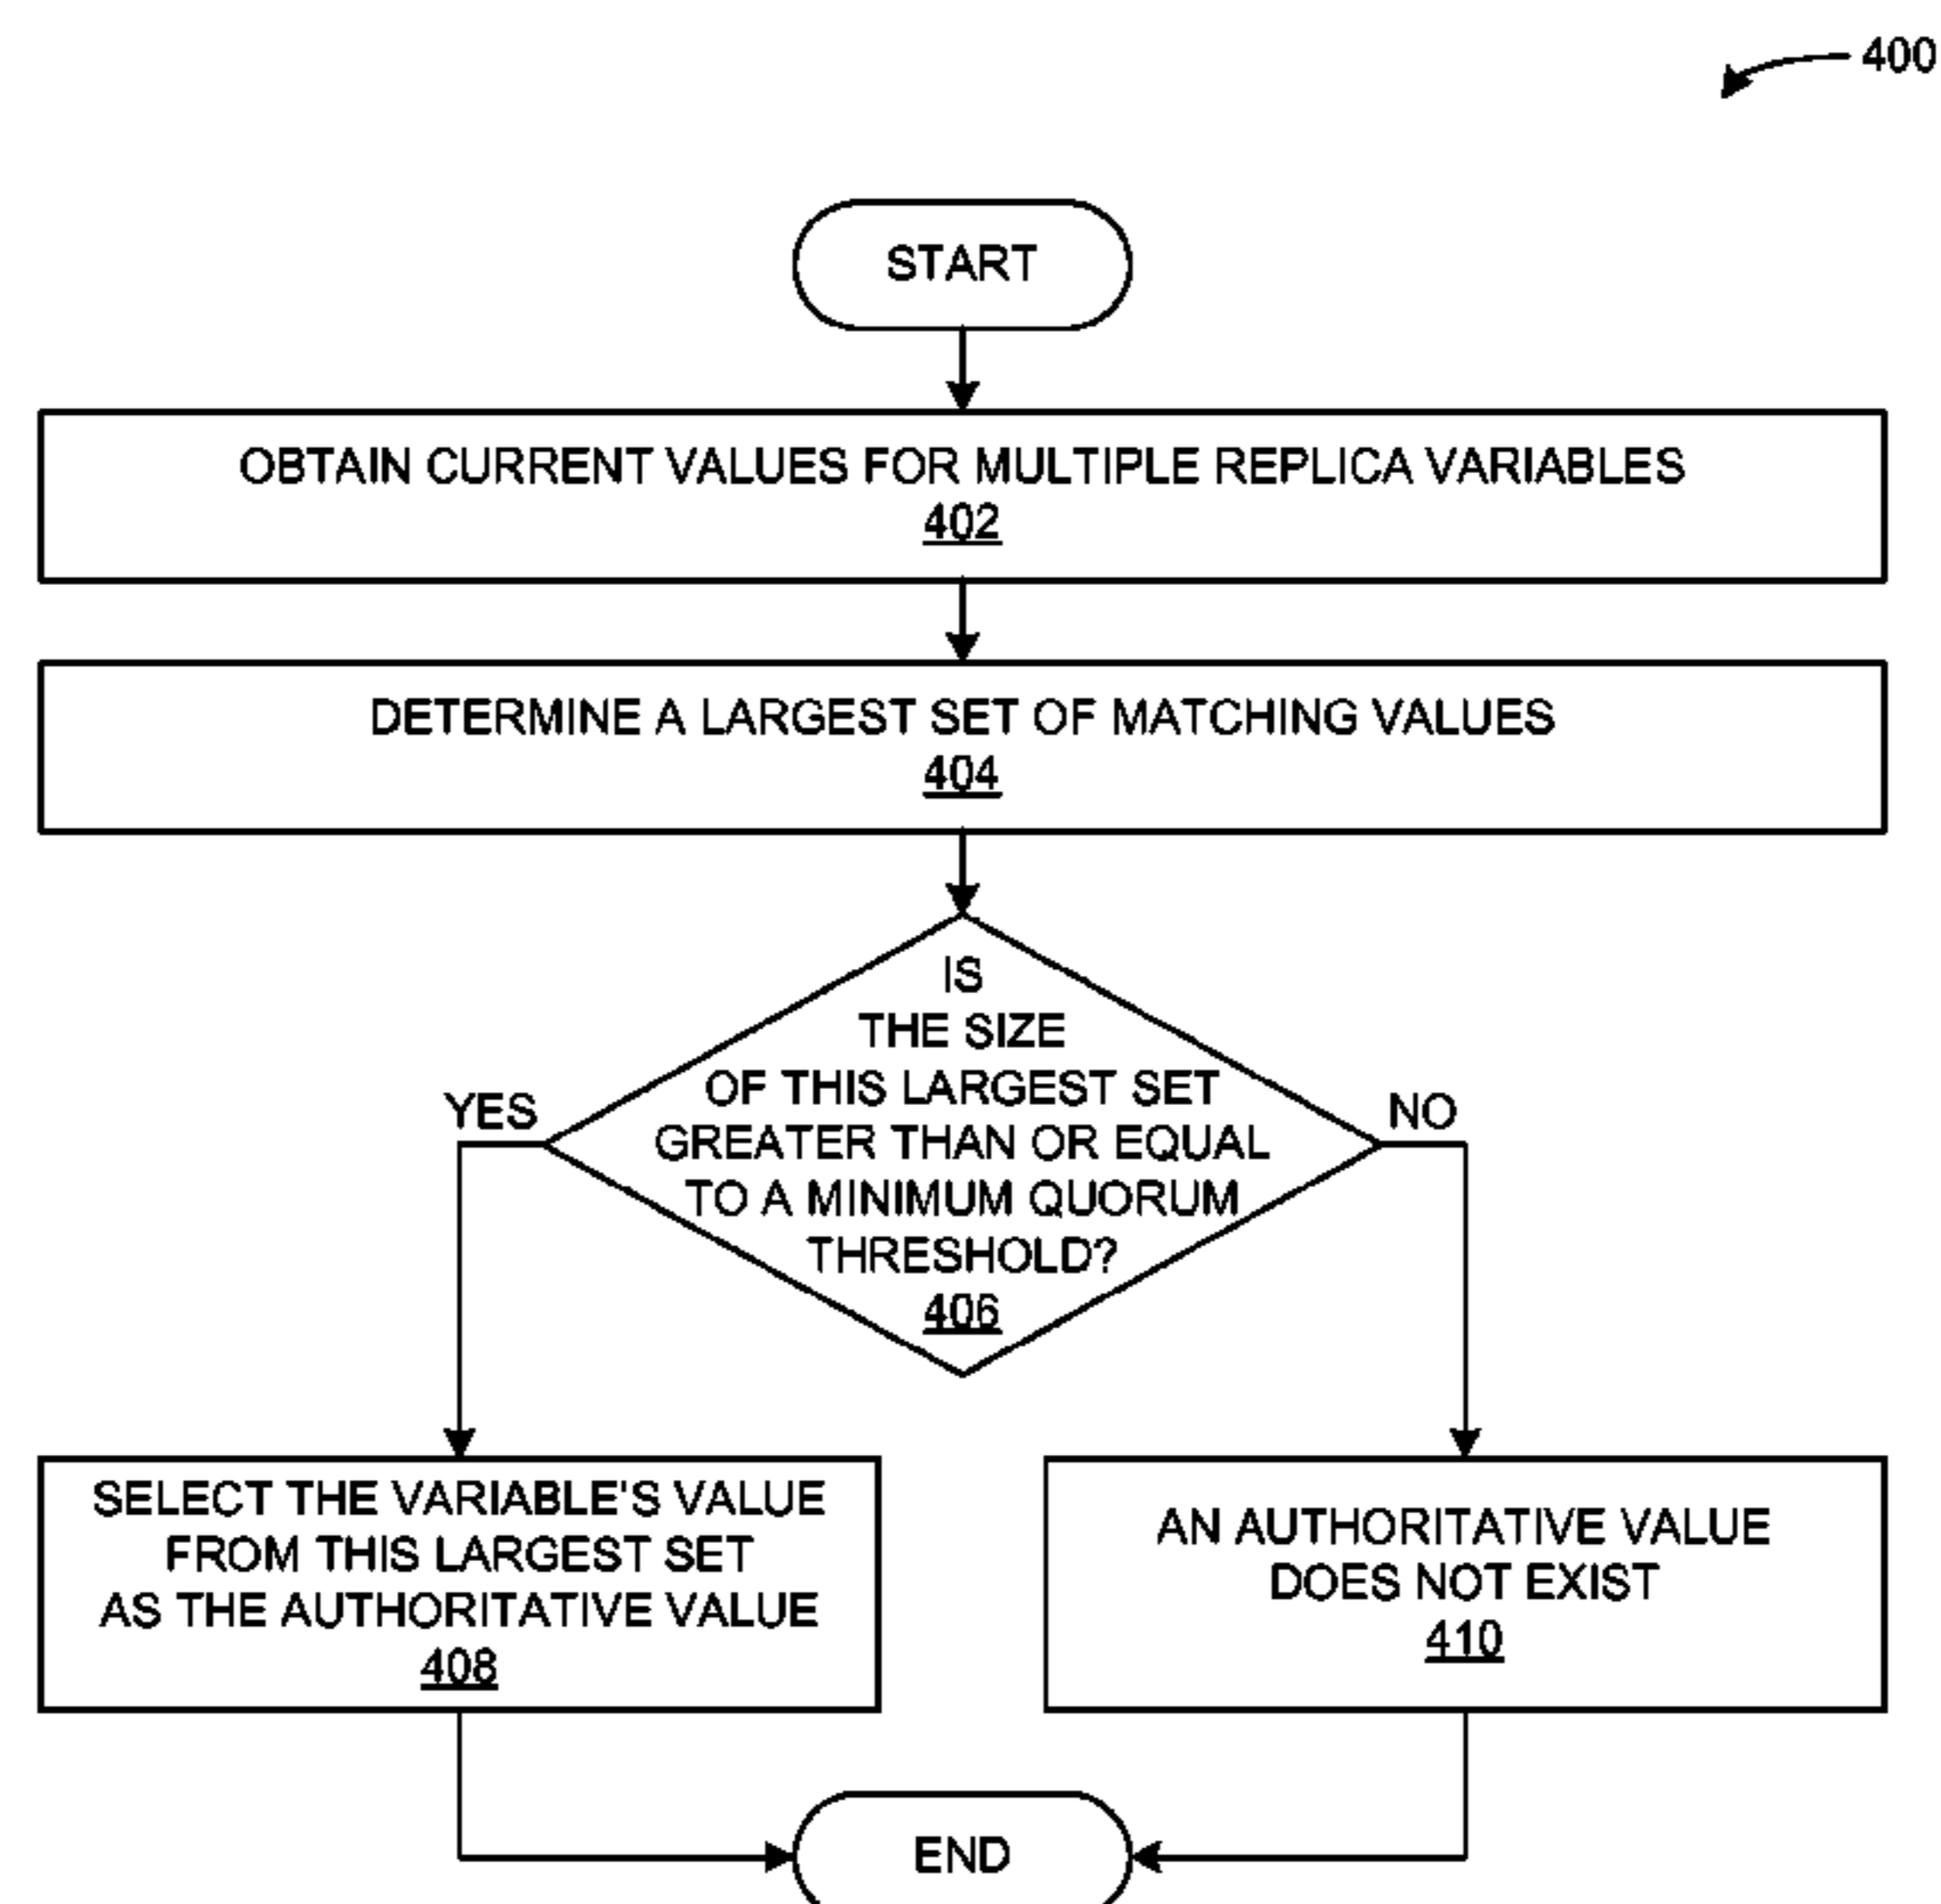 400
START
OBTAIN CURRENT VALUES FOR MULTIPLE REPLICA VARIABLES
402
DETERMINE A LARGEST SET OF MATCHING VALUES
404
IS
THE SIZE
OF THIS LARGEST SET
GREATER THAN OR EQUAL
TO A MINIMUM QUORUM
THRESHOLD?
406
YES
NO
SELECT THE VARIABLE'S VALUE
FROM THIS LARGEST SET
AS THE AUTHORITATIVE VALUE
408
AN AUTHORITATIVE VALUE
DOES NOT EXIST
410
END